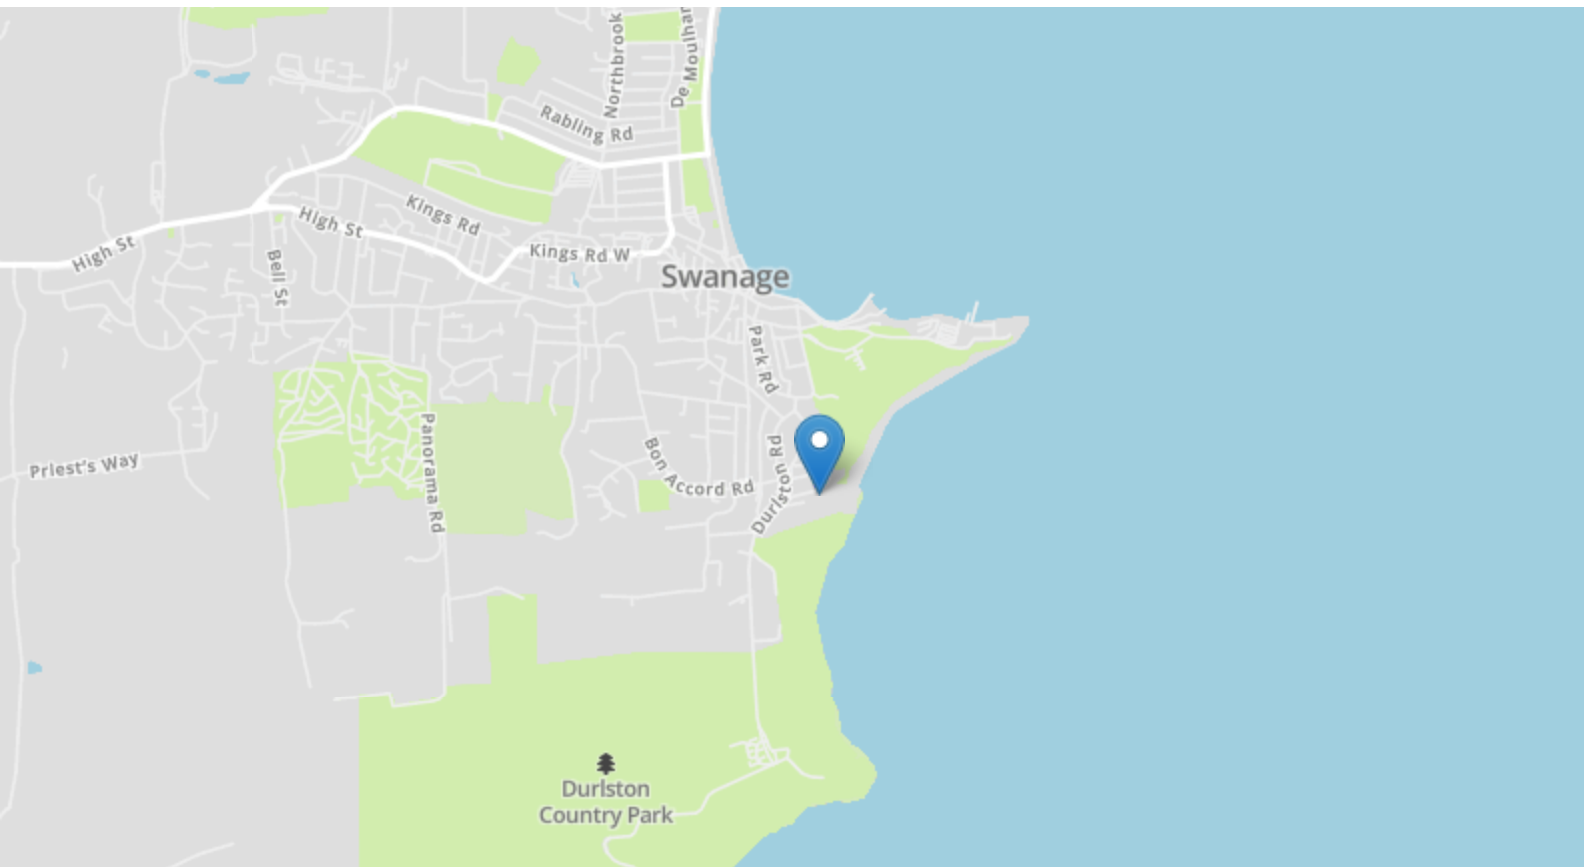 Northbrook
De Moulha
Rabling Rd
Kings Rd
High St
High St
Kings Rd W
Bell St
Swanage
Park Rd
Panorama Rd
Priest's Way
Bon Accord Rd
Durlston Rd
Durlston
Country Park